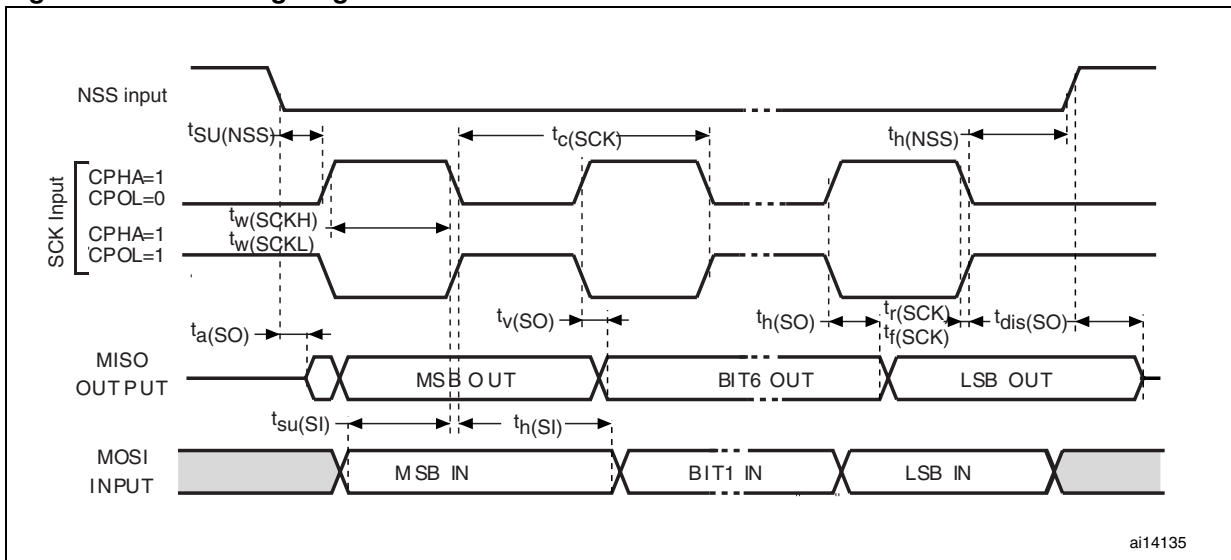 NSS input
tSU(NSS)
tc(SCK)
th(NSS)
SCK Input
CPHA=1
CPOL=0
tw(SCKH)
CPHA=1
tw(SCKL)
CPOL=1
ta(SO)
tv(SO)
th(SO)
tr(SCK)
tf(SCK)
tdis(SO)
MISO
OUTPUT
MSB OUT
BIT6 OUT
LSB OUT
tsu(SI)
th(SI)
MOSI
INPUT
MSB IN
BIT1 IN
LSB IN
ai14135